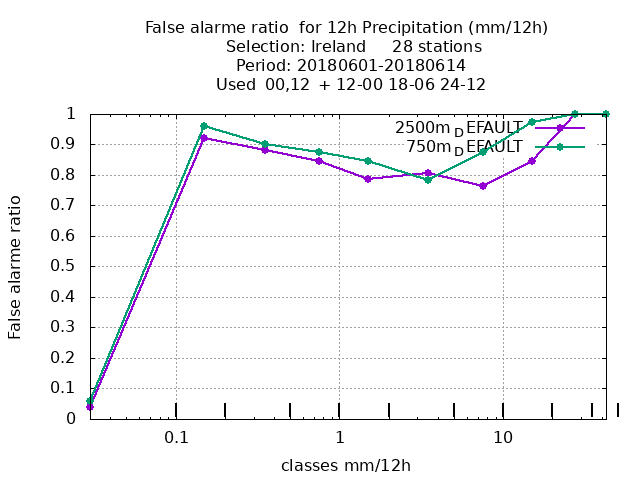 False alarme ratio  for 12h Precipitation (mm/12h)
Selection: Ireland     28 stations
Period: 20180601-20180614
Used  00,12  + 12-00 18-06 24-12
2500m_DEFAULT
750m_DEFAULT
1
0.9
0.8
0.7
0.6
0.5
0.4
0.3
0.2
0.1
0
False alarme ratio
0.1 1 10
classes mm/12h